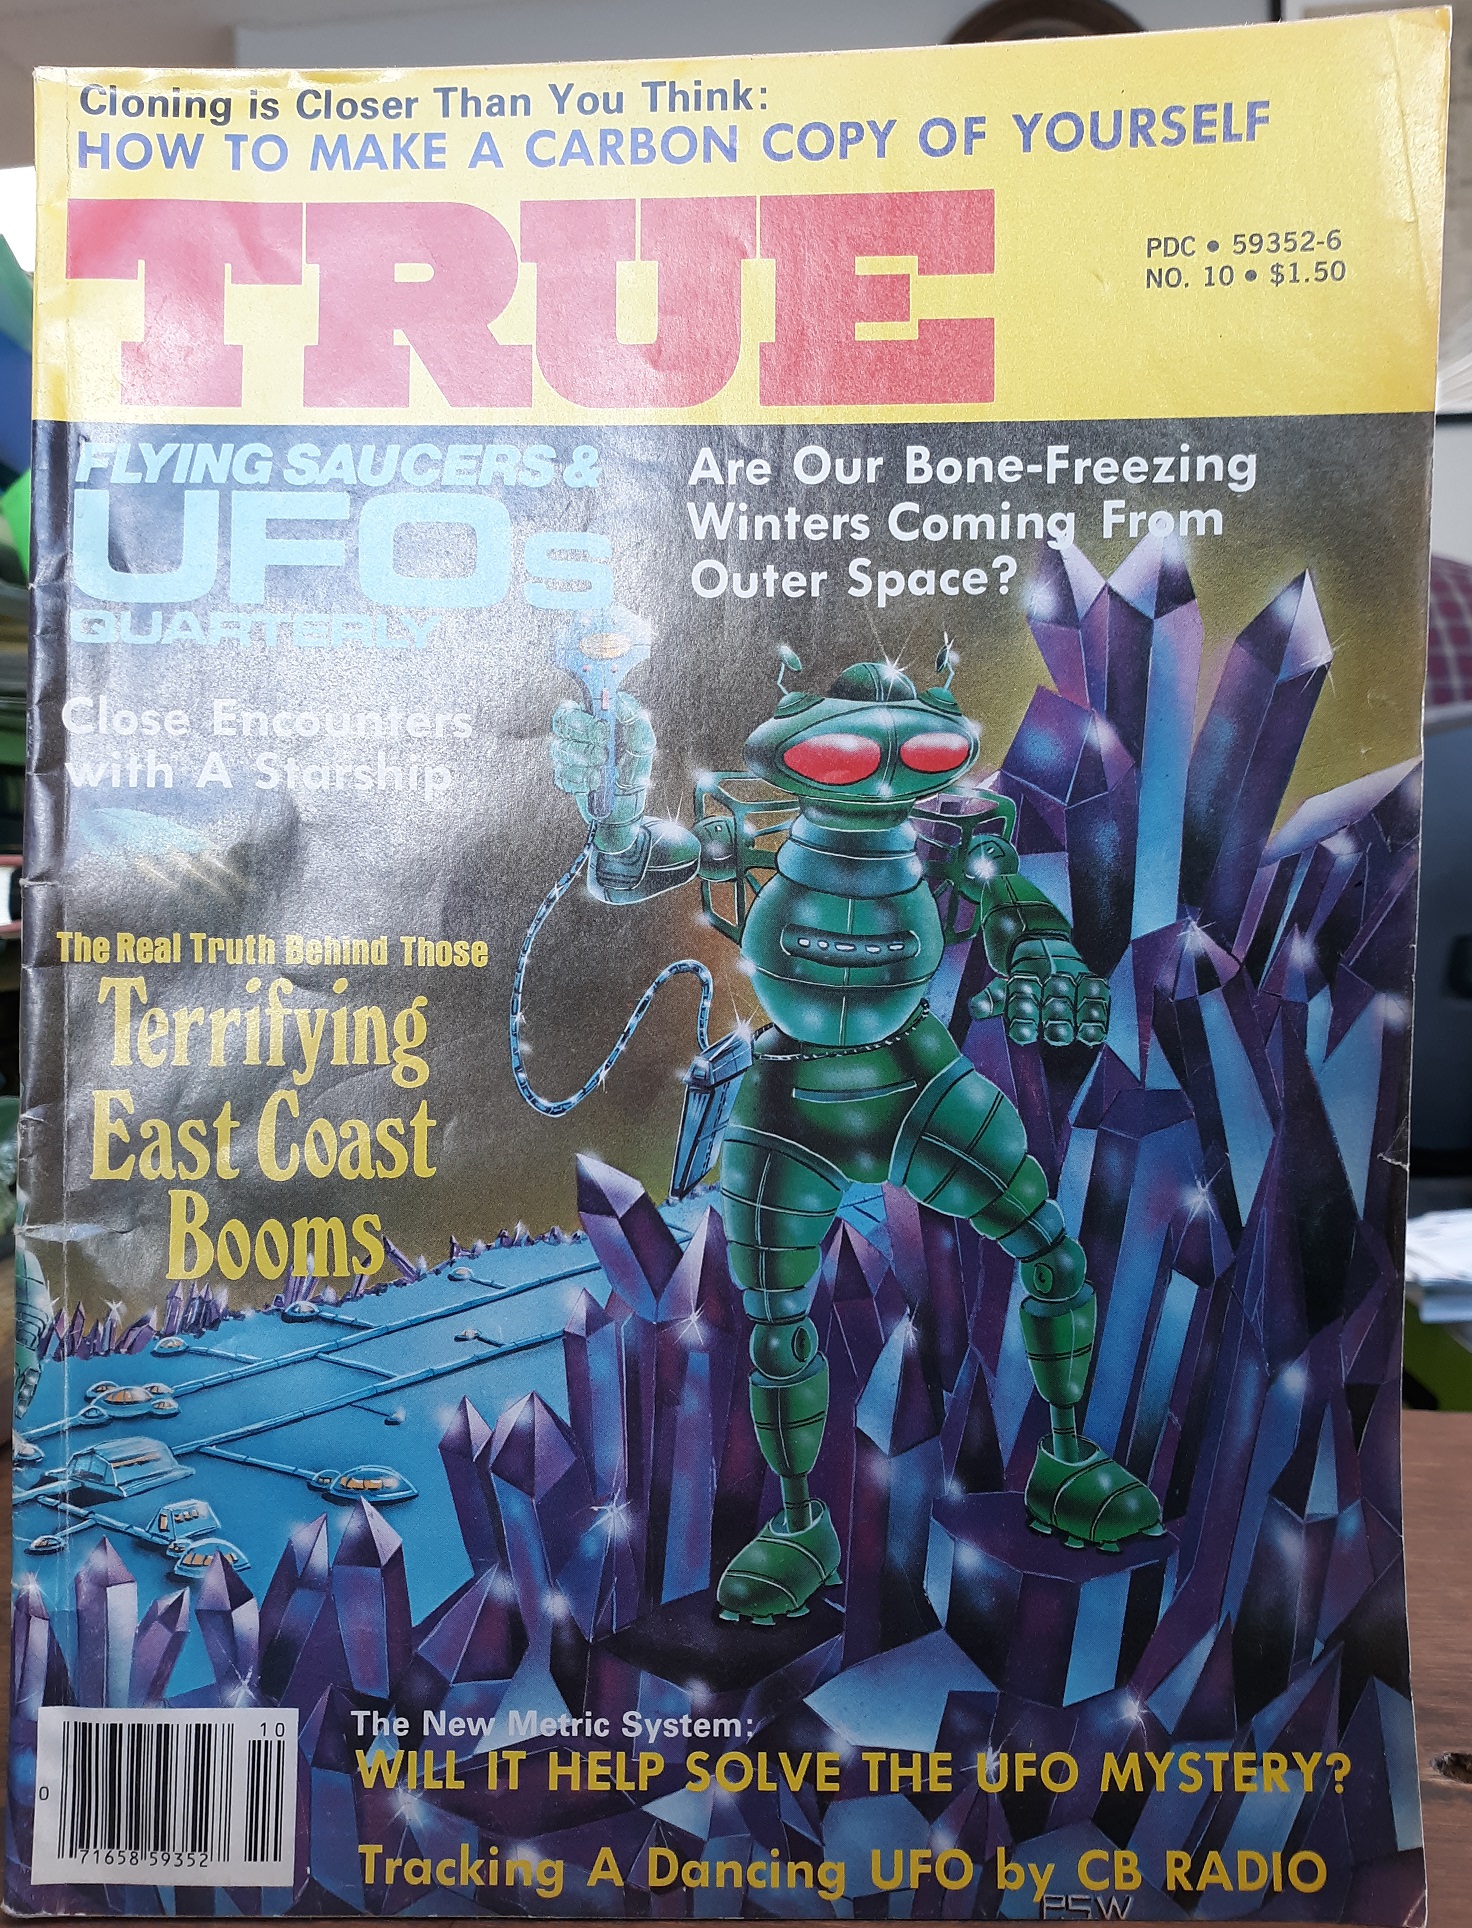 Cloning is Closer Than You Think:
HOW TO MAKE A CARBON COPY OF YOURSELF
TRUE
PDC • 59352-6
NO. 10 • $1.50
FLYING SAUCERS &
UFOs
QUARTERLY
Are Our Bone-Freezing
Winters Coming From
Outer Space?
Close Encounters
with A Starship
The Real Truth Behind Those
Terrifying
East Coast
Booms
10
0
71658 59352
The New Metric System:
WILL IT HELP SOLVE THE UFO MYSTERY?
Tracking A Dancing UFO by CB RADIO
PSW